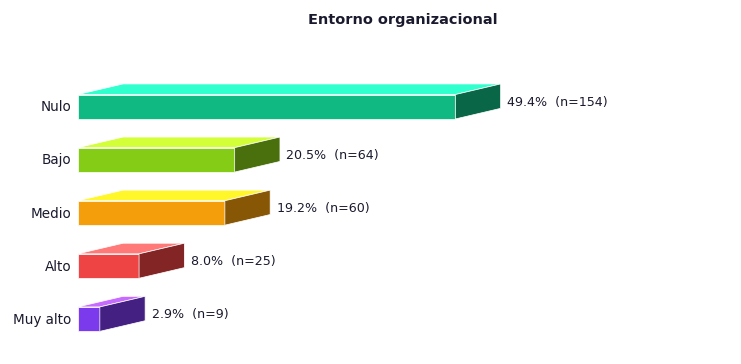 Entorno organizacional
Nulo 49.4% (n=154)
Bajo 20.5% (n=64)
Medio 19.2% (n=60)
Alto 8.0% (n=25)
Muy alto 2.9% (n=9)